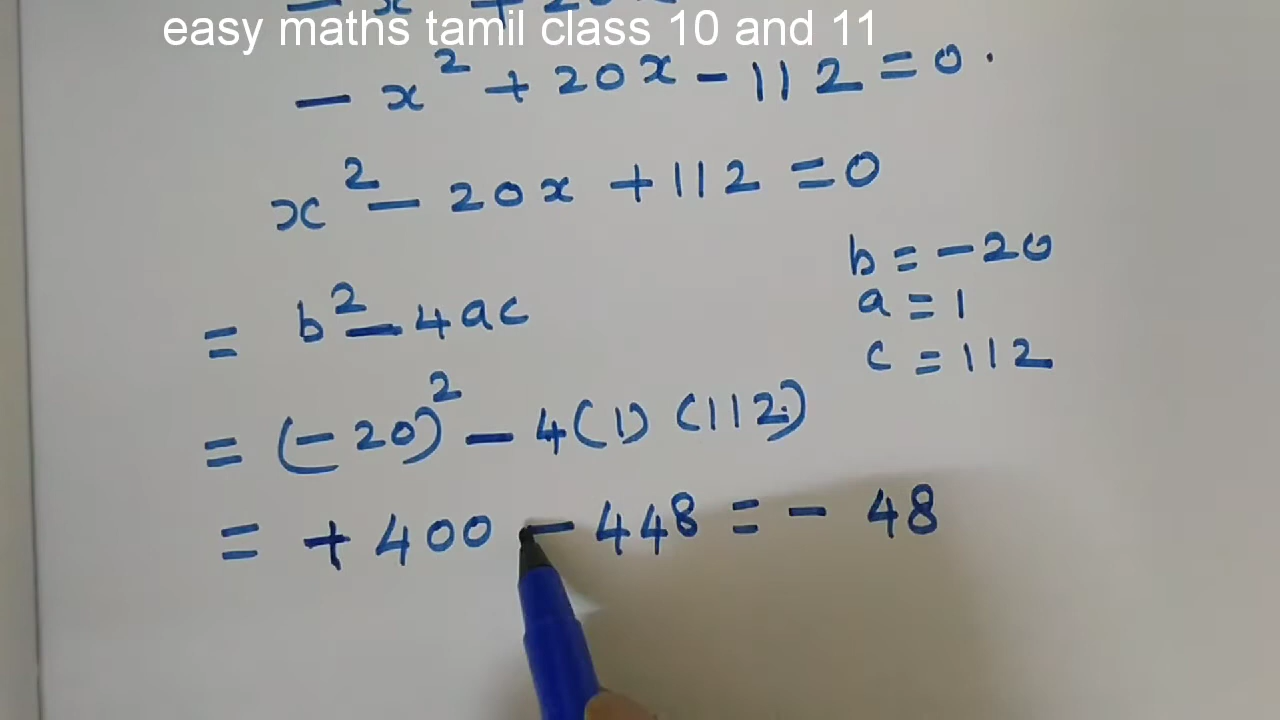 − x + 20x
easy maths tamil class 10 and 11
− x² + 20x − 112 = 0.
x² − 20x + 112 = 0
b = −20
a = 1
c = 112
= b² − 4ac
= (−20)² − 4(1) (112)
= + 400 − 448 = − 48